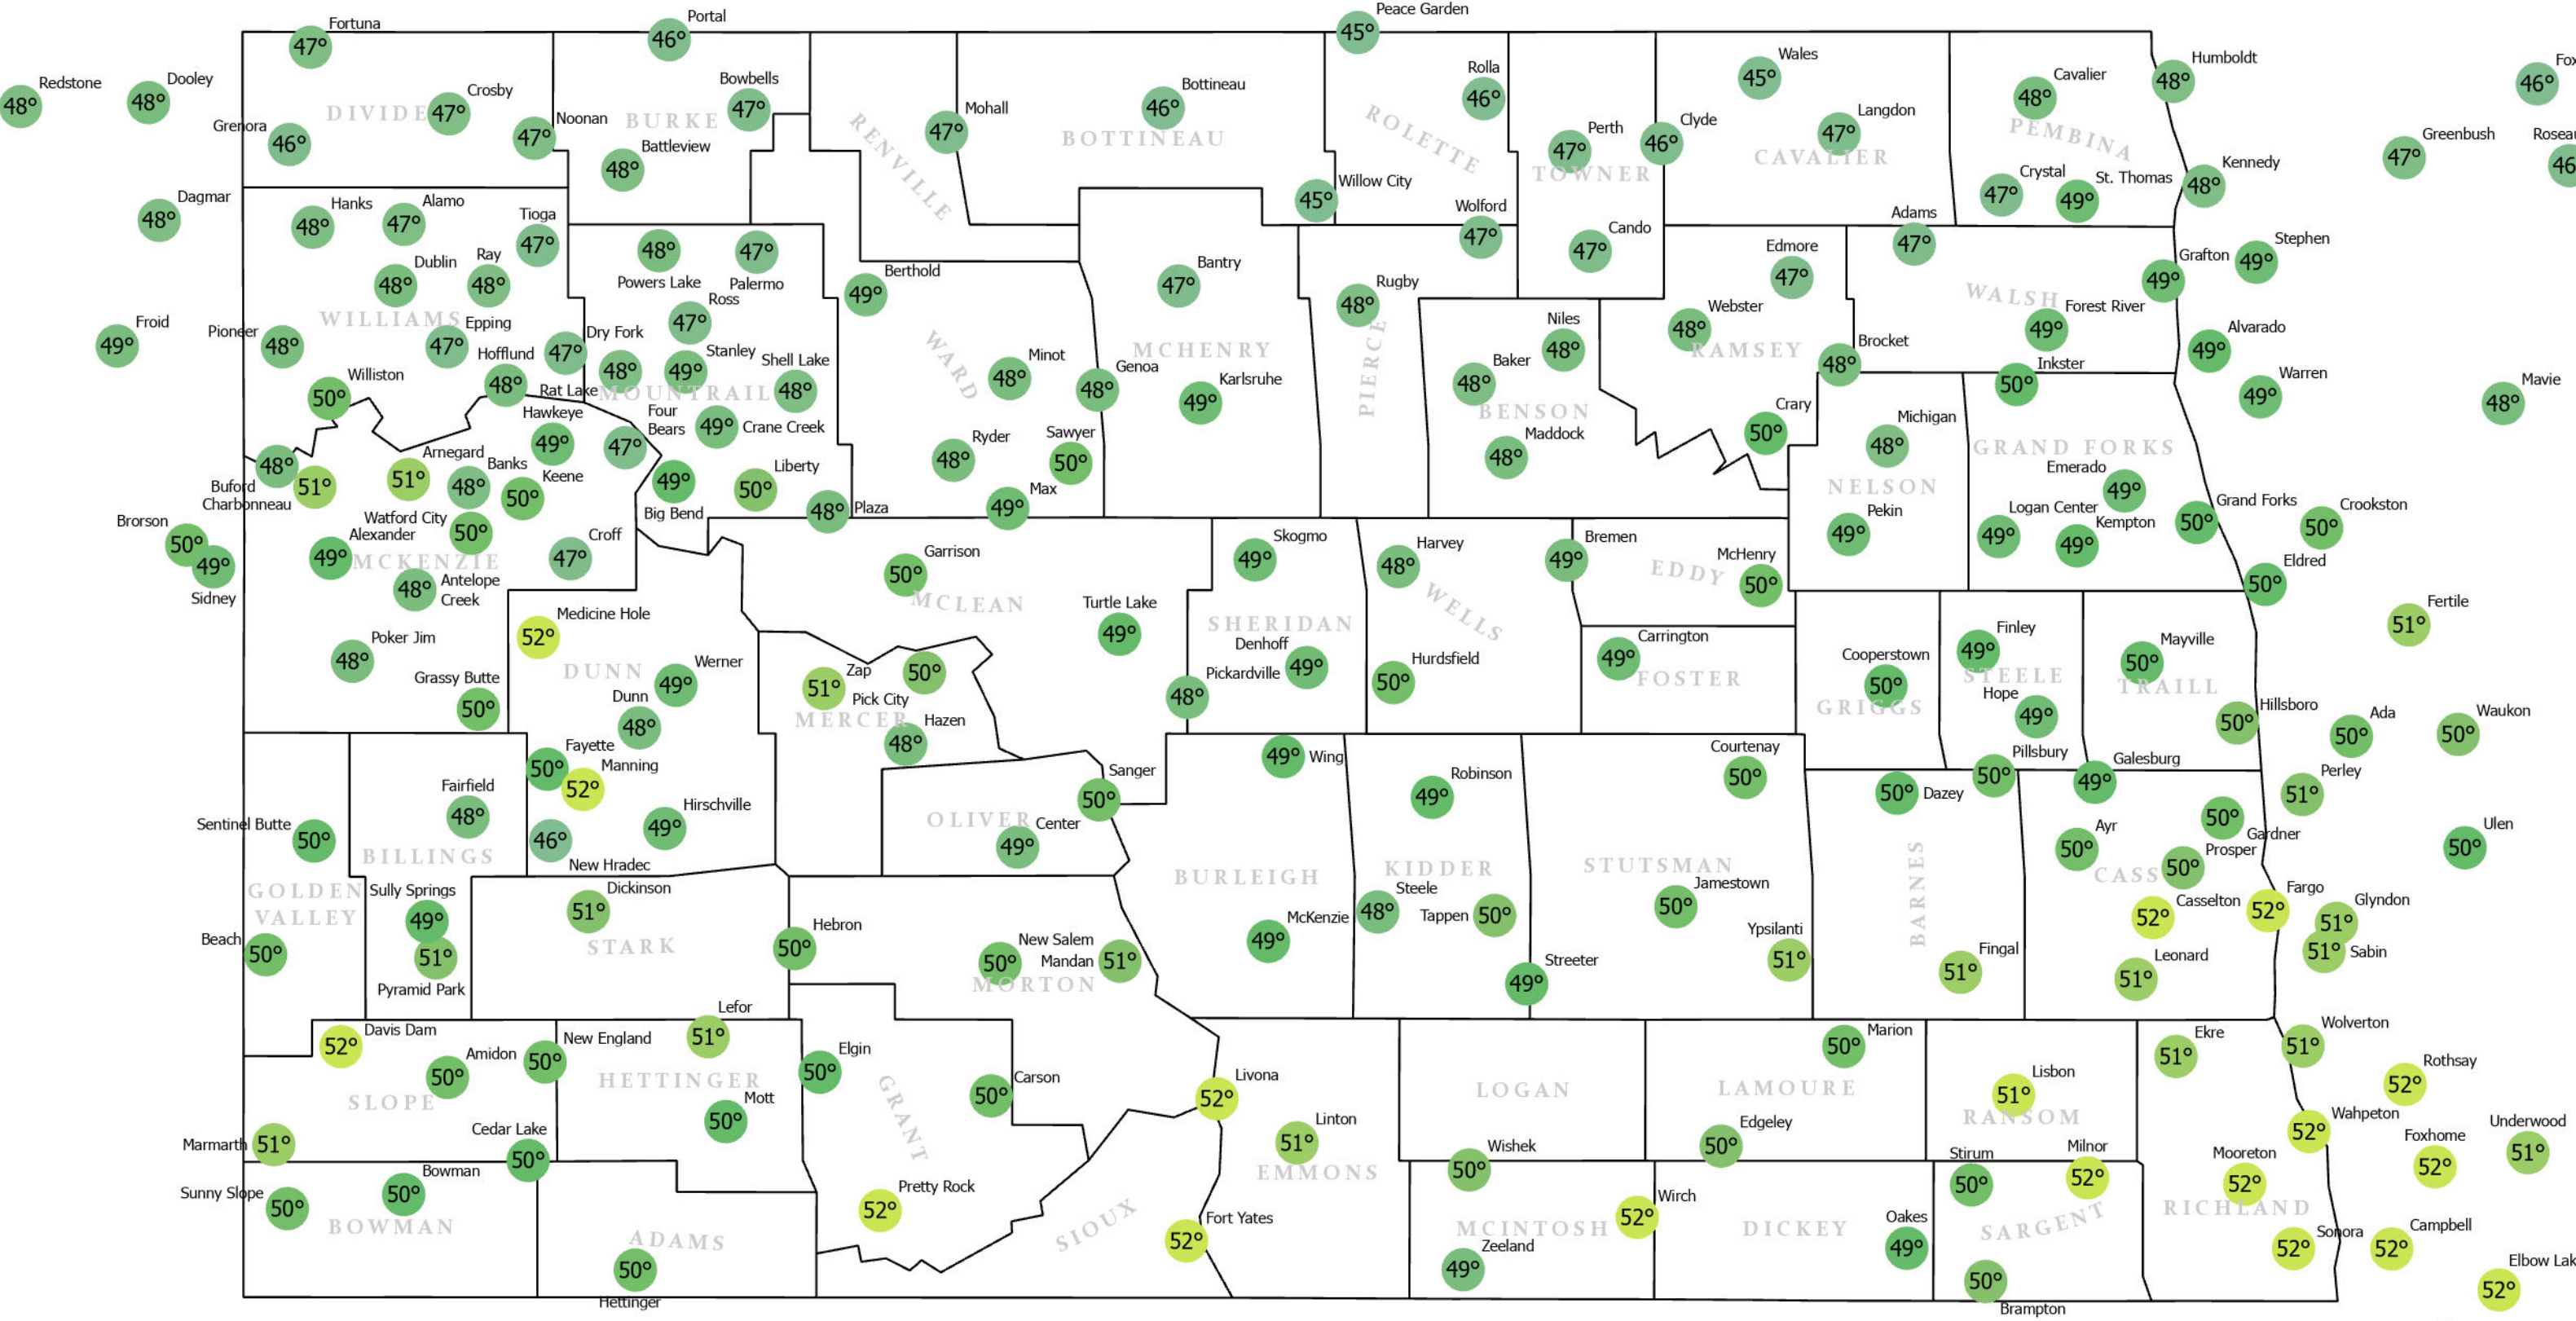 Fortuna
47°
Portal
46°
Peace Garden
45°
Redstone
48°
Dooley
48°
DIVIDE
Crosby
47°
Grenora
46°
Noonan
47°
BURKE
Bowbells
47°
Battleview
48°
RENVILLE
Mohall
47°
Bottineau
46°
BOTTINEAU
Rolla
46°
ROLETTE
Willow City
45°
Wolford
47°
Perth
47°
TOWNER
Clyde
46°
Wales
45°
Langdon
47°
CAVALIER
Cavalier
48°
PEMBINA
Humboldt
48°
Crystal
47°
St. Thomas
49°
Kennedy
48°
Greenbush
47°
46°
46
Dagmar
48°
Hanks
48°
Alamo
47°
Tioga
47°
Dublin
48°
Ray
48°
WILLIAMS
Froid
49°
Pioneer
48°
Epping
47°
Hofflund
48°
Dry Fork
47°
Williston
50°
48°
Powers Lake
47°
Palermo
Ross
47°
Rat Lake
48°
Stanley
49°
Shell Lake
48°
MOUNTRAIL
Berthold
49°
WARD
Minot
48°
Genoa
48°
Bantry
47°
MCHENRY
Karlsruhe
49°
Rugby
48°
PIERCE
Cando
47°
Edmore
47°
Adams
47°
Webster
48°
RAMSEY
WALSH
Forest River
49°
Grafton
49°
Stephen
49°
Niles
48°
Baker
48°
BENSON
Maddock
48°
Brocket
48°
Inkster
50°
Alvarado
49°
Warren
49°
Mavie
48°
Crary
50°
Michigan
48°
GRAND FORKS
Emerado
49°
NELSON
Pekin
49°
Logan Center
49°
Kempton
49°
Grand Forks
50°
Crookston
50°
Eldred
50°
Hawkeye
49°
Four
Bears
47°
Crane Creek
49°
Buford
48°
Charbonneau
51°
Arnegard
51°
Banks
48°
Keene
50°
Big Bend
49°
Liberty
50°
Plaza
48°
Ryder
48°
Sawyer
50°
Max
49°
Brorson
50°
Sidney
49°
Watford City
50°
Alexander
49°
MCKENZIE
Antelope
Creek
48°
Croff
47°
Poker Jim
48°
Grassy Butte
50°
Medicine Hole
52°
DUNN
Werner
49°
Dunn
48°
Garrison
50°
MCLEAN
Turtle Lake
49°
Zap
51°
Pick City
50°
MERCER
Hazen
48°
Skogmo
49°
SHERIDAN
Denhoff
49°
Pickardville
48°
Harvey
48°
WELLS
Hurdsfield
50°
Bremen
49°
EDDY
McHenry
50°
Carrington
49°
FOSTER
Cooperstown
50°
GRIGGS
Finley
49°
STEELE
Hope
49°
Mayville
50°
TRAILL
Hillsboro
50°
Fertile
51°
Ada
50°
Waukon
50°
Fayette
50°
Manning
52°
Fairfield
48°
BILLINGS
New Hradec
46°
Hirschville
49°
Sentinel Butte
50°
GOLDEN
VALLEY
Beach
50°
Sully Springs
49°
Pyramid Park
51°
Dickinson
51°
STARK
Hebron
50°
Sanger
50°
OLIVER
Center
49°
New Salem
50°
Mandan
51°
MORTON
Wing
49°
BURLEIGH
McKenzie
49°
Robinson
49°
KIDDER
Steele
48°
Tappen
50°
Streeter
49°
Courtenay
50°
STUTSMAN
Jamestown
50°
Ypsilanti
51°
Dazey
50°
BARNES
Fingal
51°
Pillsbury
50°
Galesburg
49°
Perley
51°
Gardner
50°
Ayr
50°
Prosper
50°
CASS
Casselton
52°
Fargo
52°
Glyndon
51°
Sabin
51°
Leonard
51°
Ulen
50°
Davis Dam
52°
Amidon
50°
SLOPE
New England
50°
Lefor
51°
HETTINGER
Mott
50°
Elgin
50°
GRANT
Carson
50°
Livona
52°
Linton
51°
EMMONS
LOGAN
Wishek
50°
LAMOURE
Marion
50°
Edgeley
50°
Lisbon
51°
RANSOM
Ekre
51°
Wolverton
51°
Rothsay
52°
Wahpeton
52°
Foxhome
52°
Underwood
51°
Marmarth
51°
Cedar Lake
50°
Bowman
50°
BOWMAN
Sunny Slope
50°
ADAMS
50°
Hettinger
Pretty Rock
52°
SIOUX
Fort Yates
52°
MCINTOSH
Zeeland
49°
Wirch
52°
DICKEY
Oakes
49°
Stirum
50°
Milnor
52°
SARGENT
Brampton
50°
Mooreton
52°
RICHLAND
Sonora
52°
Campbell
52°
52°